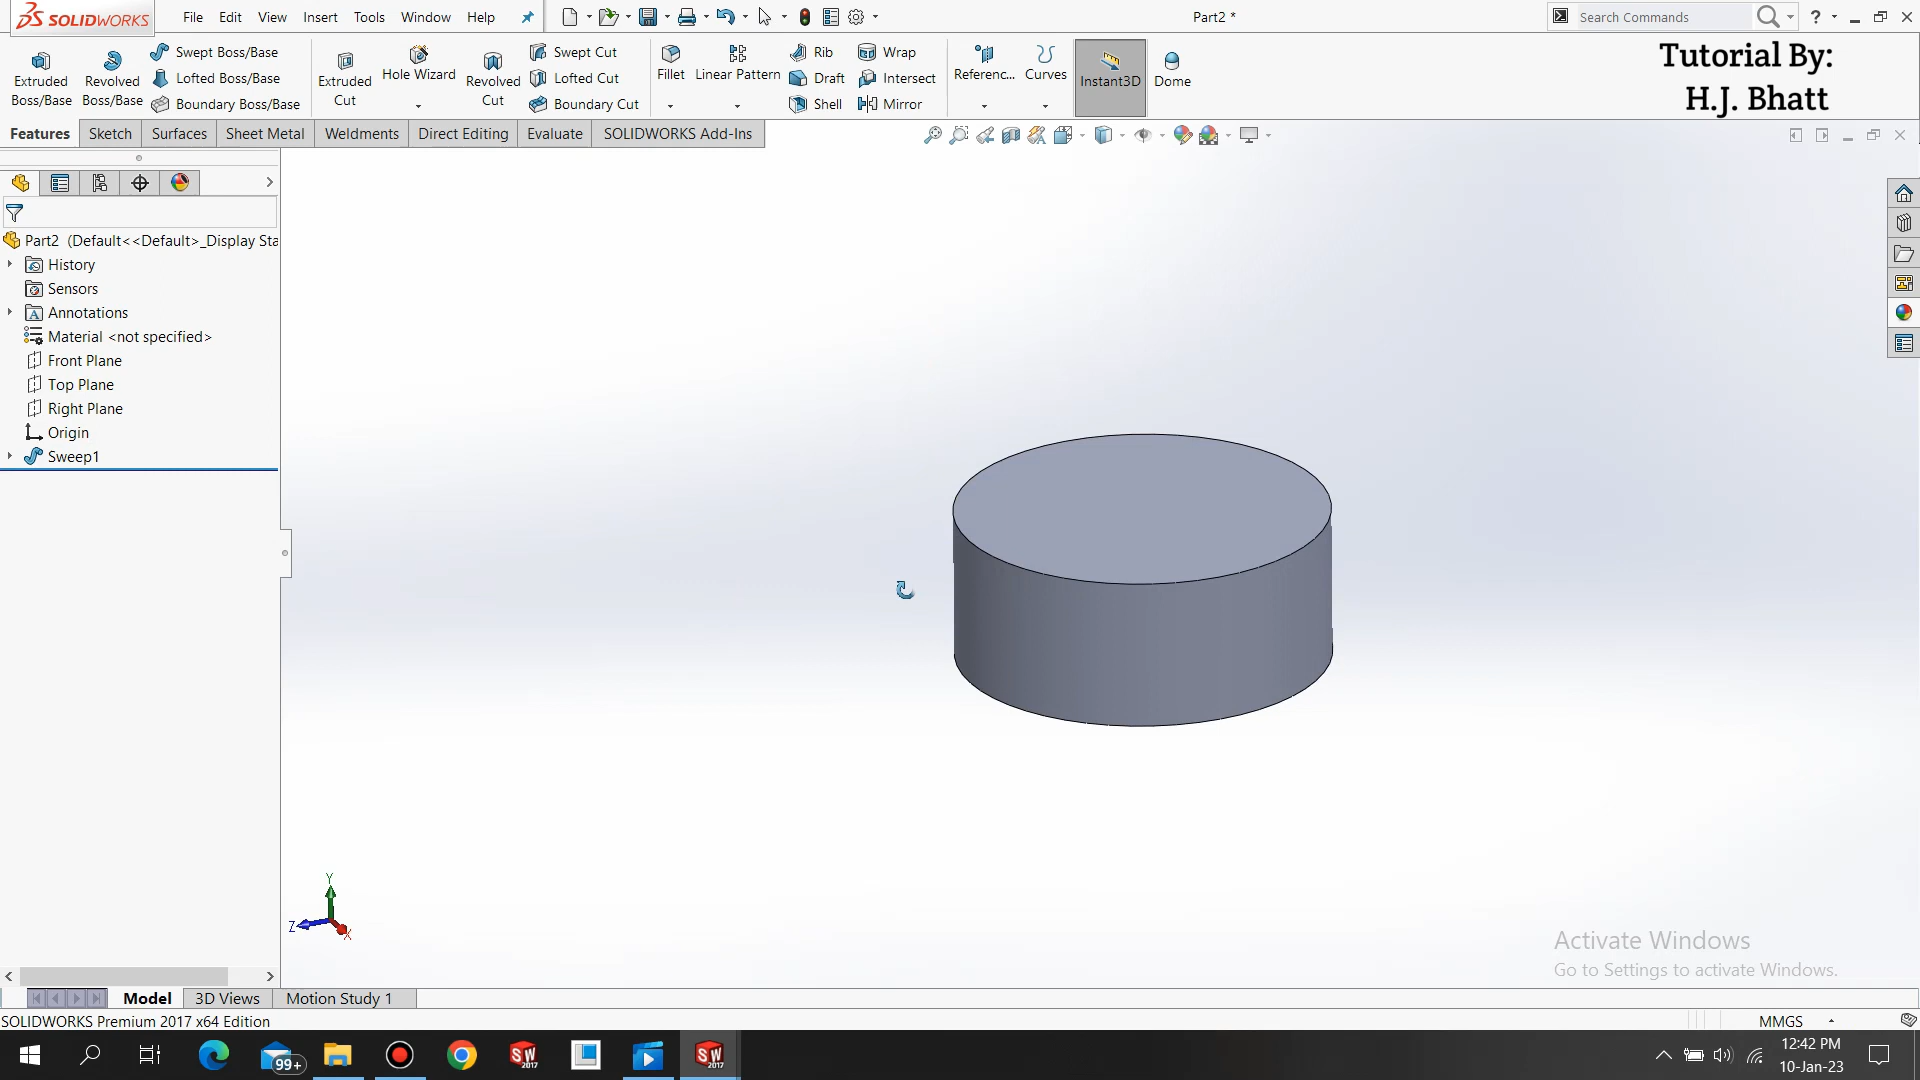 SOLIDWORKS File Edit View Insert Tools Window Help Part2 * Search Commands ?
Tutorial By:
H.J. Bhatt
Extruded Boss/Base
Revolved Boss/Base
Swept Boss/Base
Lofted Boss/Base
Boundary Boss/Base
Extruded Cut
Hole Wizard
Revolved Cut
Swept Cut
Lofted Cut
Boundary Cut
Fillet
Linear Pattern
Rib
Draft
Shell
Wrap
Intersect
Mirror
Referenc...
Curves
Instant3D
Dome
Features Sketch Surfaces Sheet Metal Weldments Direct Editing Evaluate SOLIDWORKS Add-Ins
Part2 (Default<<Default>_Display Sta
History
Sensors
A Annotations
Material <not specified>
Front Plane
Top Plane
Right Plane
Origin
Sweep1
Y
Z
X
Activate Windows
Go to Settings to activate Windows.
Model 3D Views Motion Study 1
SOLIDWORKS Premium 2017 x64 Edition MMGS
99+ SW 2017 SW 2017
12:42 PM
10-Jan-23